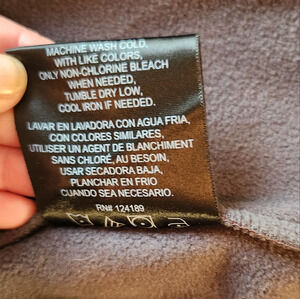 MACHINE WASH COLD,
WITH LIKE COLORS,
ONLY NON-CHLORINE BLEACH
WHEN NEEDED,
TUMBLE DRY LOW,
COOL IRON IF NEEDED.
LAVAR EN LAVADORA CON AGUA FRIA,
CON COLORES SIMILARES,
UTILISER UN AGENT DE BLANCHIMENT
SANS CHLORÉ, AU BESOIN,
USAR SECADORA BAJA,
PLANCHAR EN FRIO
CUANDO SEA NECESARIO.
RN# 124189